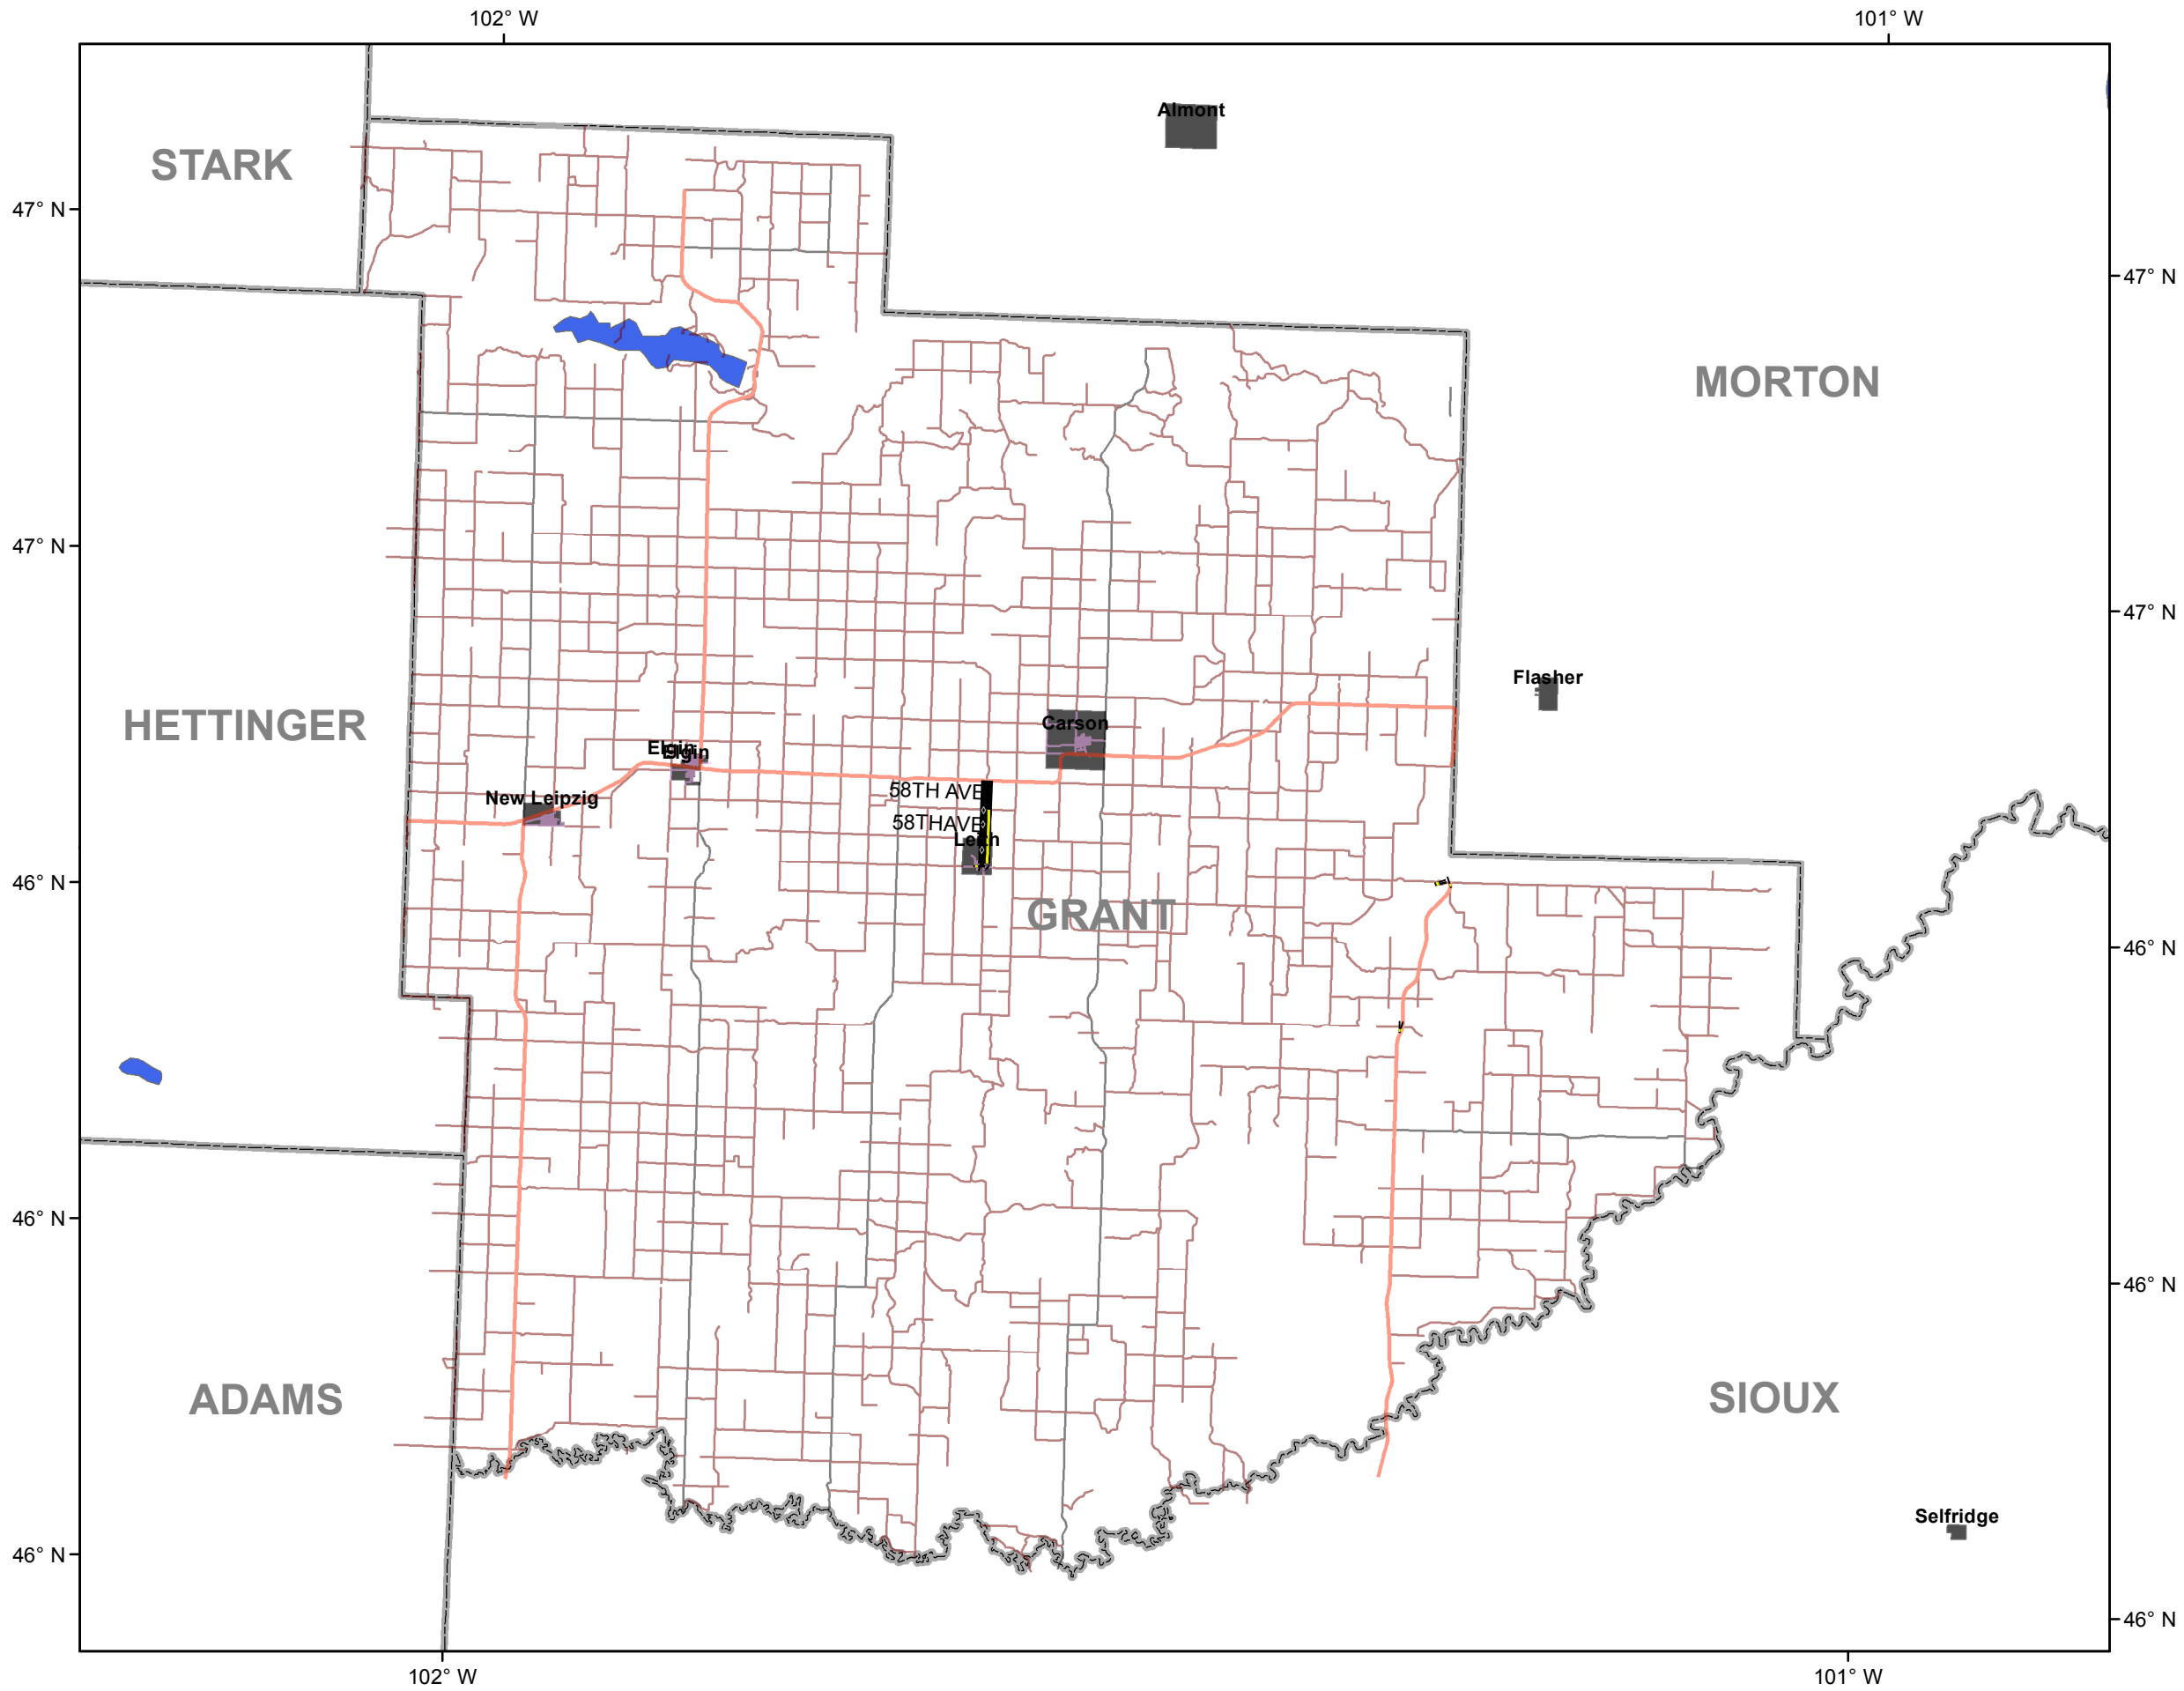 102° W
101° W
Almont
STARK
47° N
47° N
MORTON
47° N
47° N
Flasher
HETTINGER
Carson
Elgin
Elgin
New Leipzig
58TH AVE
58THAVE
Leith
46° N
GRANT
46° N
46° N
46° N
ADAMS
SIOUX
Selfridge
46° N
46° N
102° W
101° W